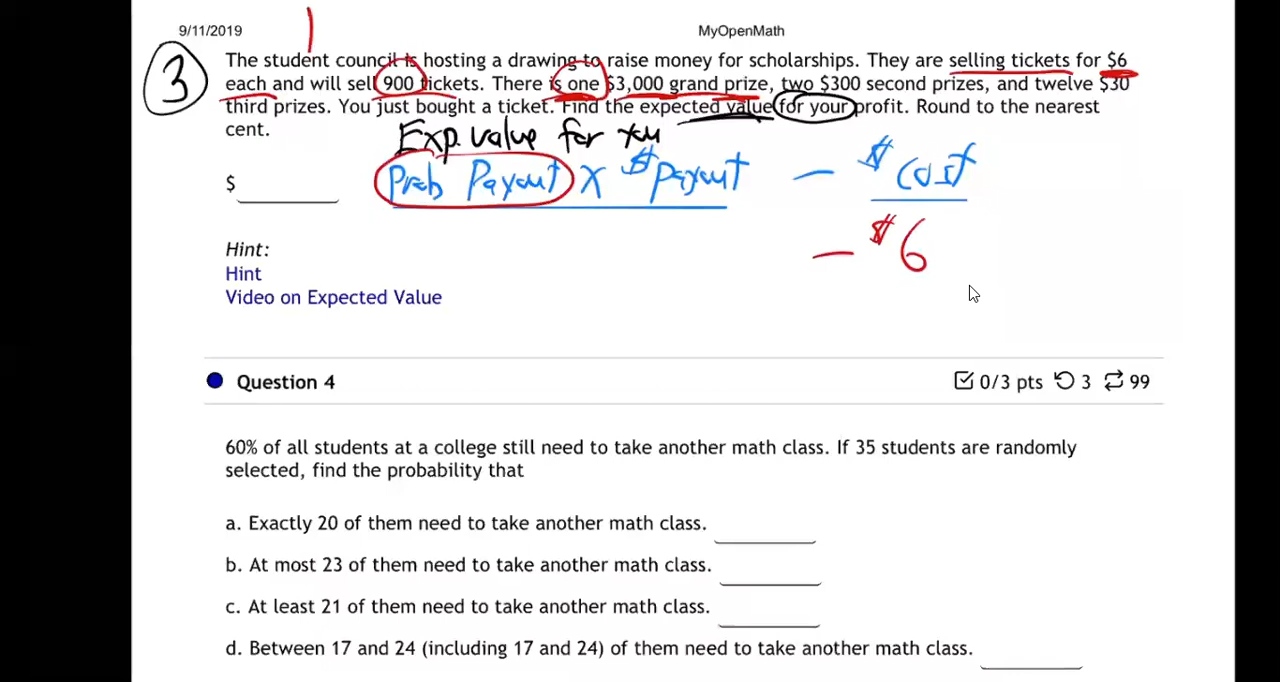 9/11/2019 MyOpenMath
3 The student council is hosting a drawing to raise money for scholarships. They are selling tickets for $6
each and will sell 900 tickets. There is one $3,000 grand prize, two $300 second prizes, and twelve $30
third prizes. You just bought a ticket. Find the expected value for your profit. Round to the nearest
cent.
Exp. value for you
$ Prob Payout x $ Payout - $ cost
- $6
Hint:
Hint
Video on Expected Value
Question 4 0/3 pts 3 99
60% of all students at a college still need to take another math class. If 35 students are randomly
selected, find the probability that
a. Exactly 20 of them need to take another math class.
b. At most 23 of them need to take another math class.
c. At least 21 of them need to take another math class.
d. Between 17 and 24 (including 17 and 24) of them need to take another math class.